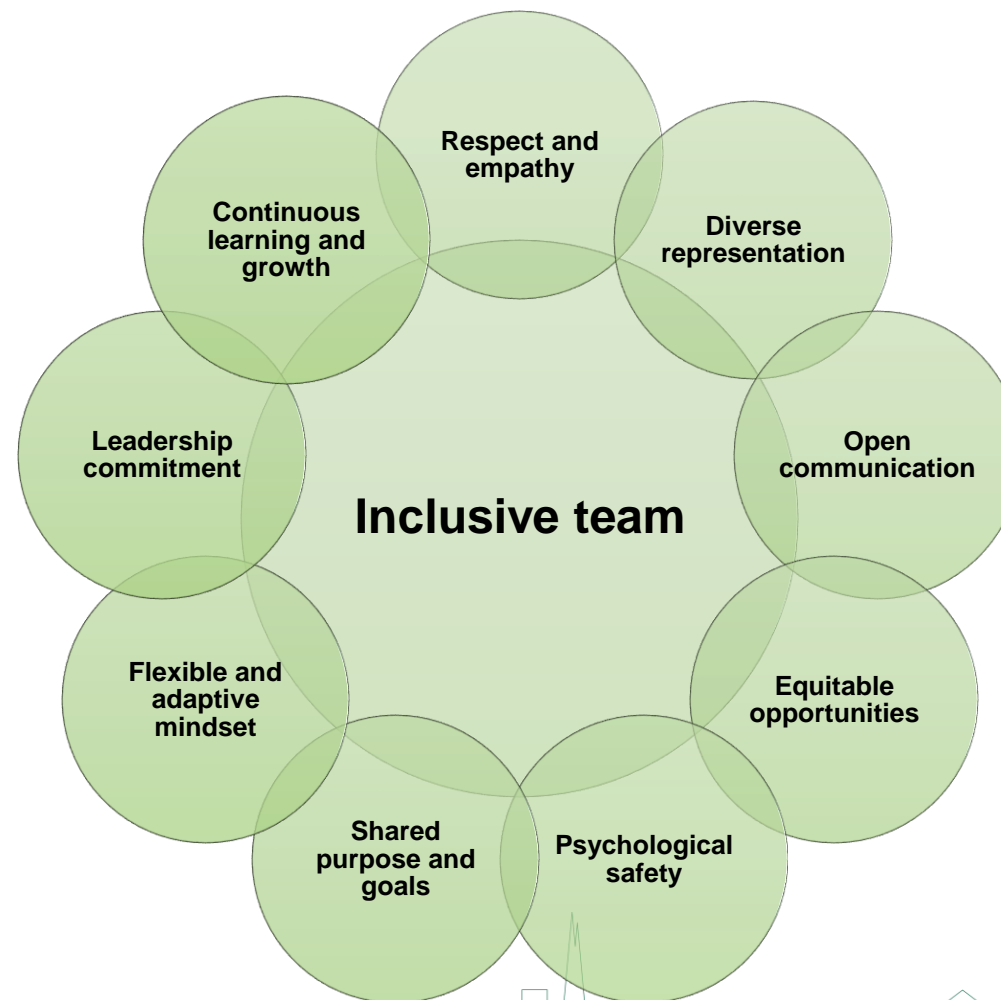 Respect and
empathy
Diverse
representation
Open
communication
Equitable
opportunities
Psychological
safety
Shared
purpose and
goals
Flexible and
adaptive
mindset
Leadership
commitment
Continuous
learning and
growth
Inclusive team